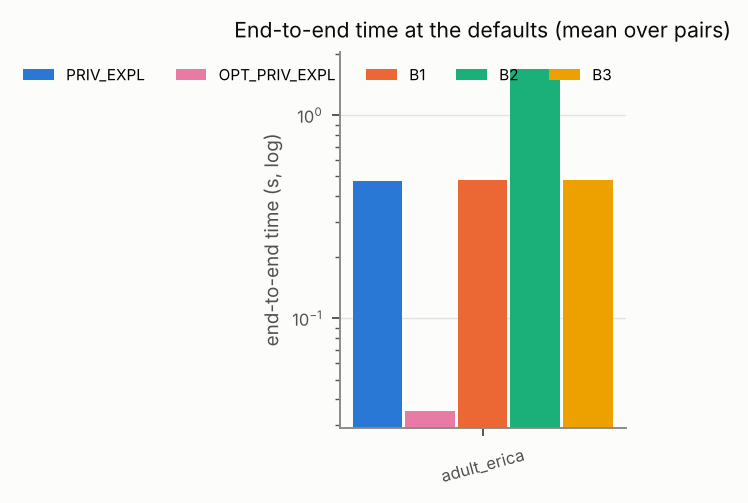 End-to-end time at the defaults (mean over pairs)
PRIV_EXPL OPT_PRIV_EXPL B1 B2 B3
10⁰
end-to-end time (s, log)
10⁻¹
adult_erica